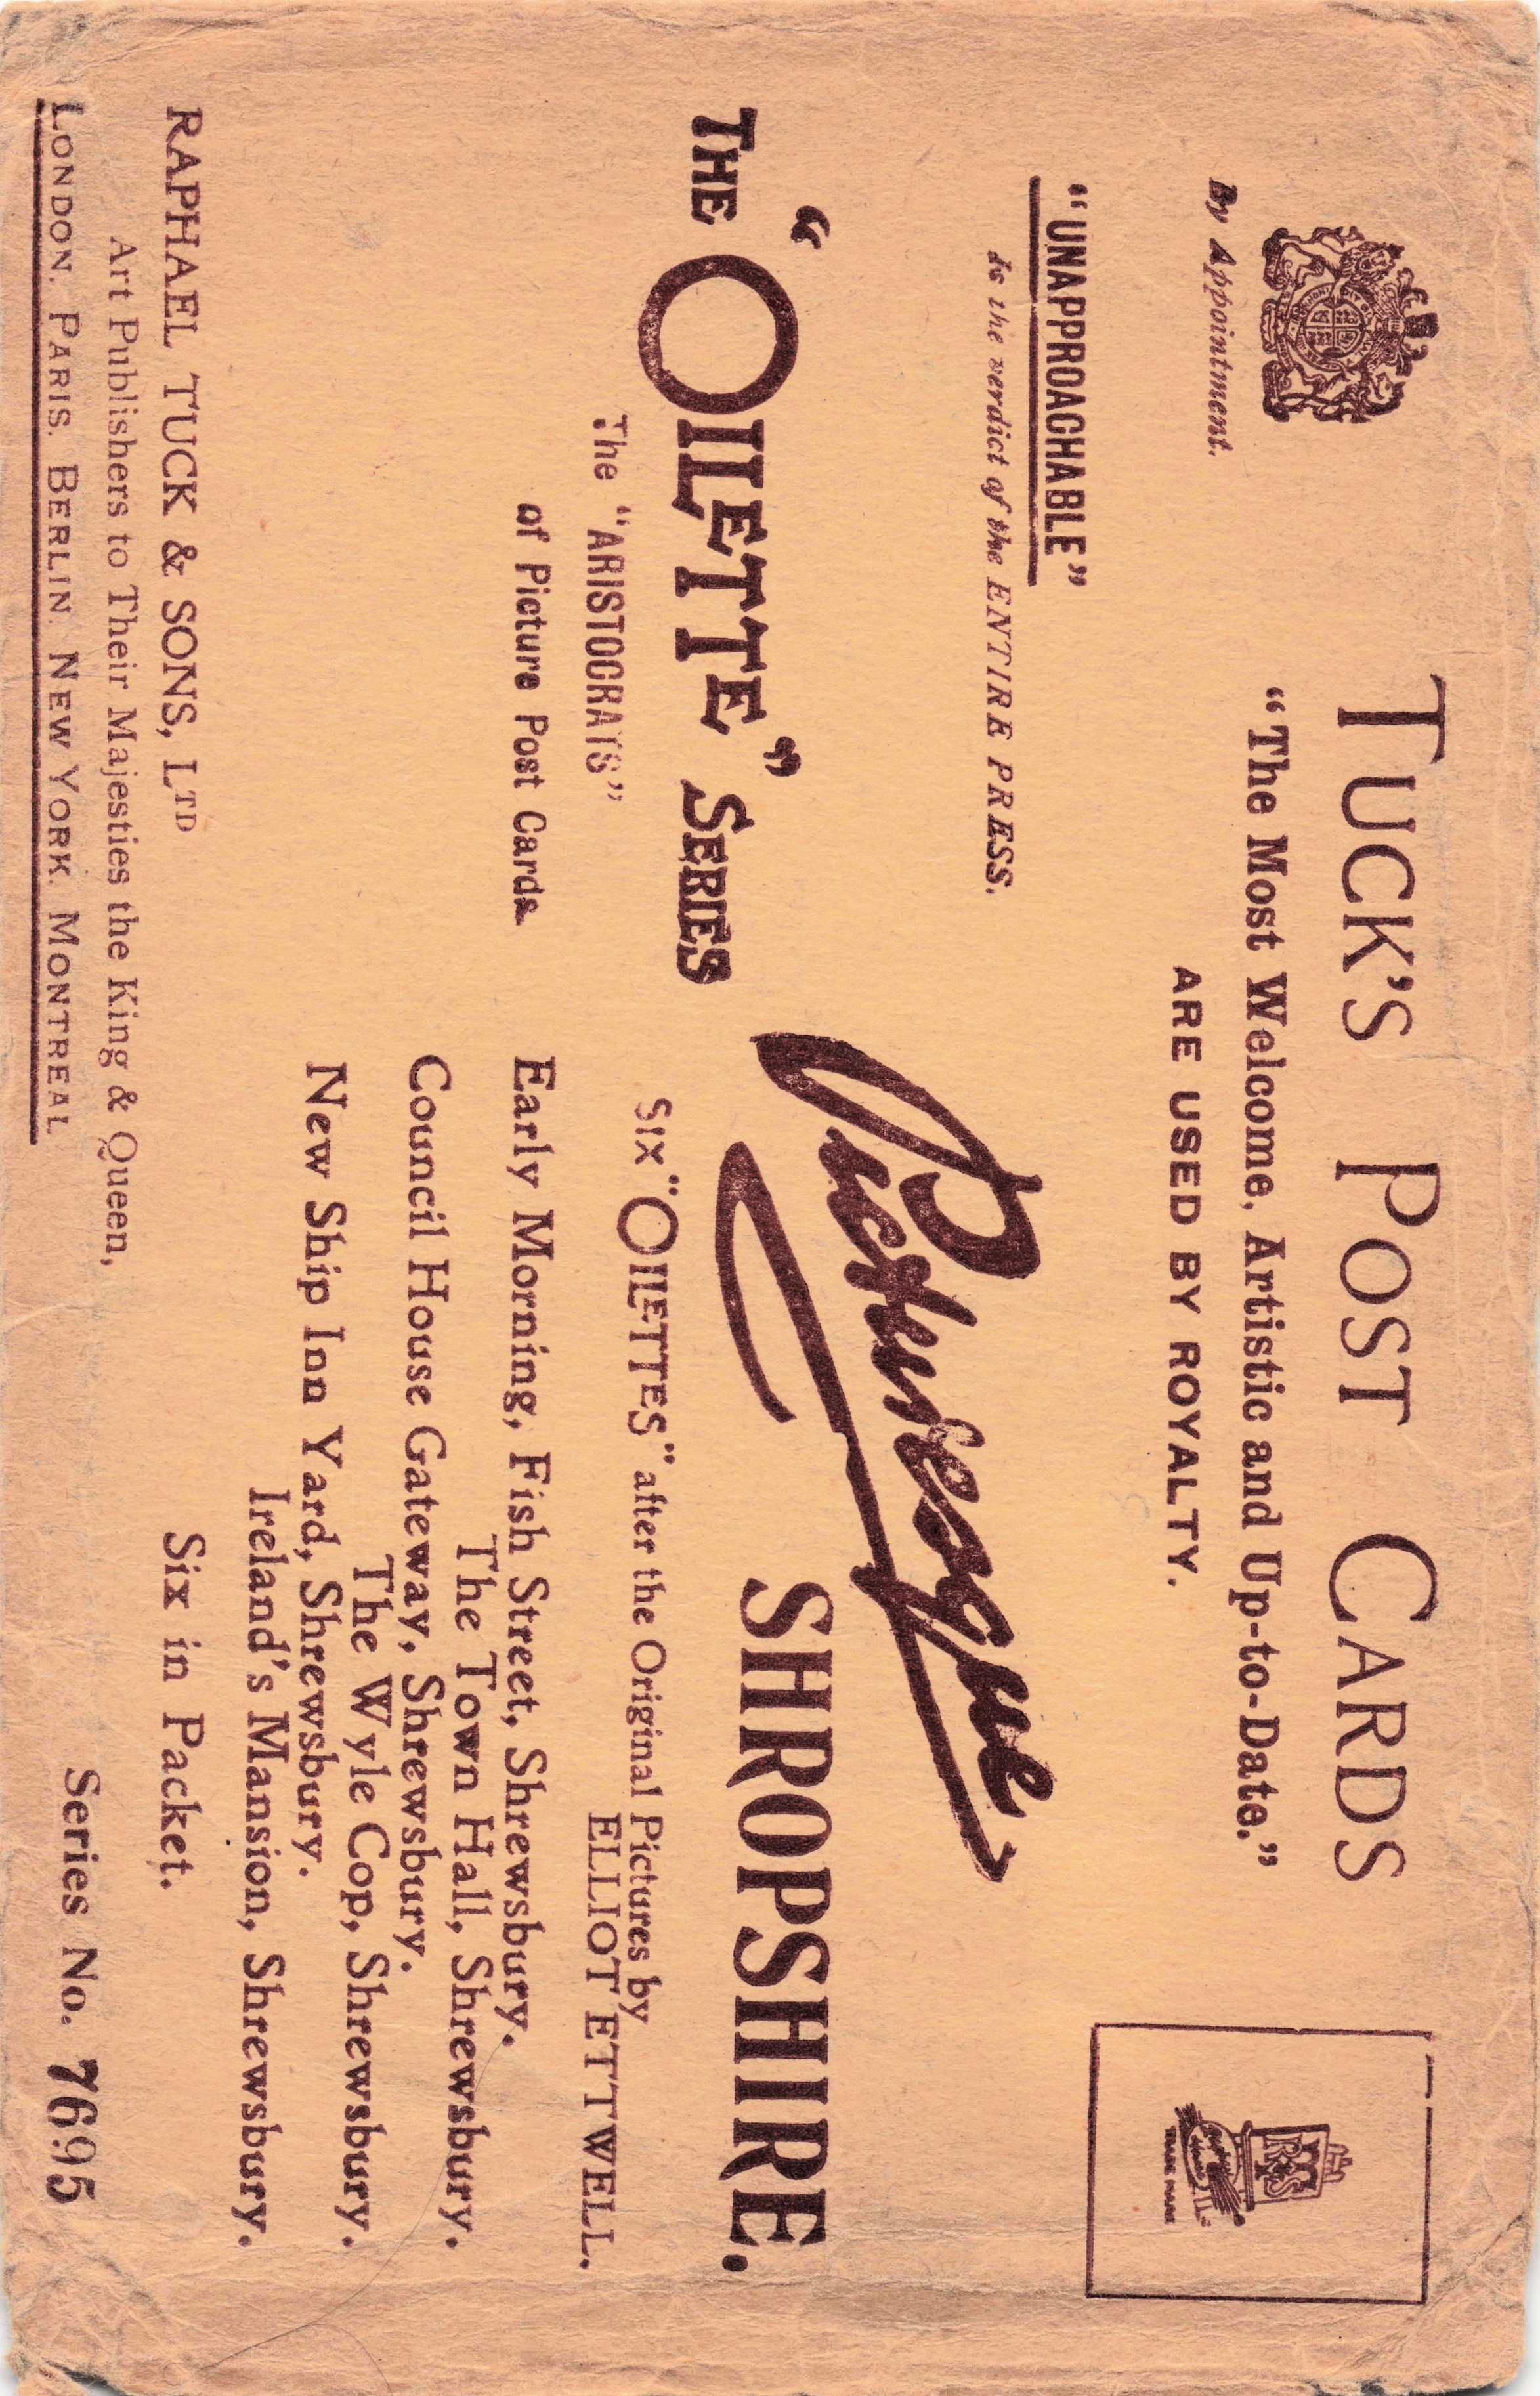 TUCK'S POST CARDS
"The Most Welcome, Artistic and Up-to-Date."
ARE USED BY ROYALTY.
By Appointment.
"UNAPPROACHABLE"
Is the verdict of the ENTIRE PRESS.
THE "OILETTE" SERIES
The "ARISTOCRATS"
of Picture Post Cards
Picturesque
SHROPSHIRE.
SIX "OILETTES" after the Original Pictures by
ELLIOT ETTWELL.
Early Morning, Fish Street, Shrewsbury.
The Town Hall, Shrewsbury.
Council House Gateway, Shrewsbury.
The Wyle Cop, Shrewsbury.
New Ship Inn Yard, Shrewsbury.
Ireland's Mansion, Shrewsbury.
Six in Packet.
RAPHAEL TUCK & SONS, LTD
Art Publishers to Their Majesties the King & Queen,
LONDON. PARIS. BERLIN. NEW YORK. MONTREAL
Series No. 7695
TRADE MARK